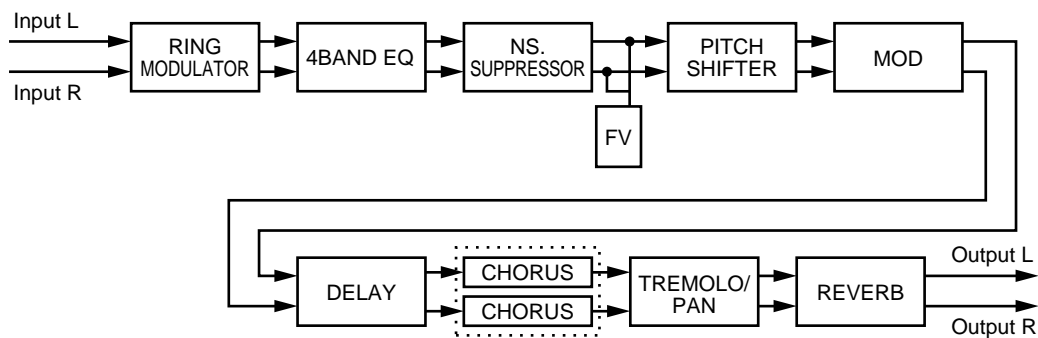 Input L
Input R
RING
MODULATOR
4BAND EQ
NS.
SUPPRESSOR
FV
PITCH
SHIFTER
MOD
DELAY
CHORUS
CHORUS
TREMOLO/
PAN
REVERB
Output L
Output R